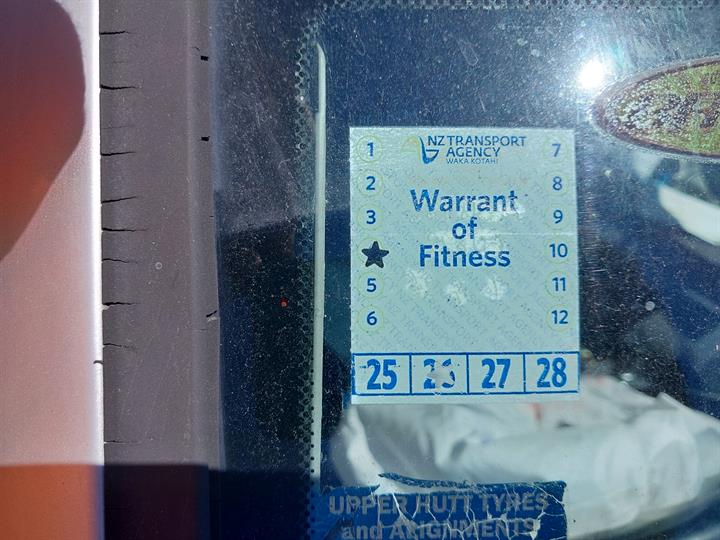 NZ TRANSPORT
AGENCY
WAKA KOTAHI
Warrant
of
Fitness
1
2
3
5
6
7
8
9
10
11
12
25 26 27 28
UPPER HUTT TYRES
and ALIGNMENTS